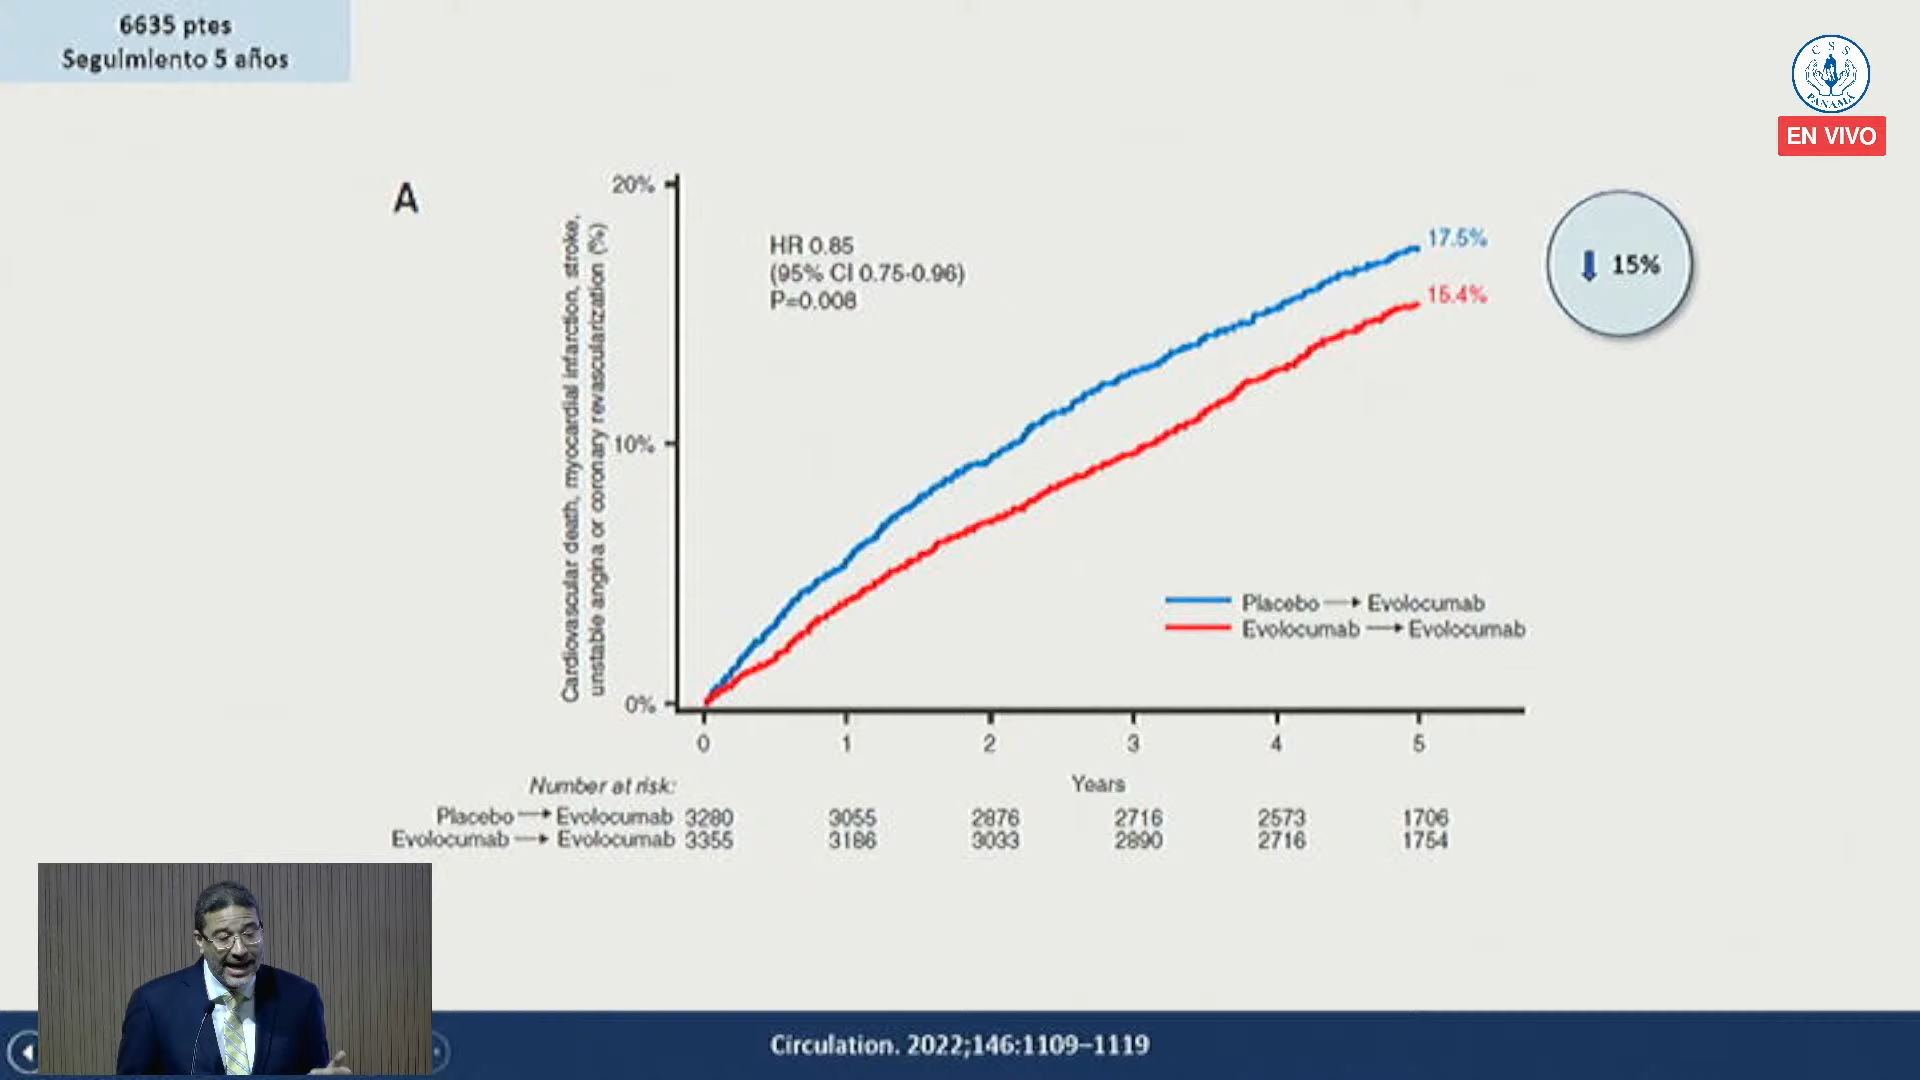 6635 ptes
Seguimiento 5 años
CSS
PANAMÁ
EN VIVO
A
Cardiovascular death, myocardial infarction, stroke,
unstable angina or coronary revascularization (%)
20%
10%
0%
HR 0.85
(95% CI 0.75-0.96)
P=0.008
17.5%
15.4%
15%
Placebo → Evolocumab
Evolocumab → Evolocumab
0 1 2 3 4 5
Years
Number at risk:
Placebo → Evolocumab 3280 3055 2876 2716 2573 1706
Evolocumab → Evolocumab 3355 3186 3033 2890 2716 1754
Circulation. 2022;146:1109–1119